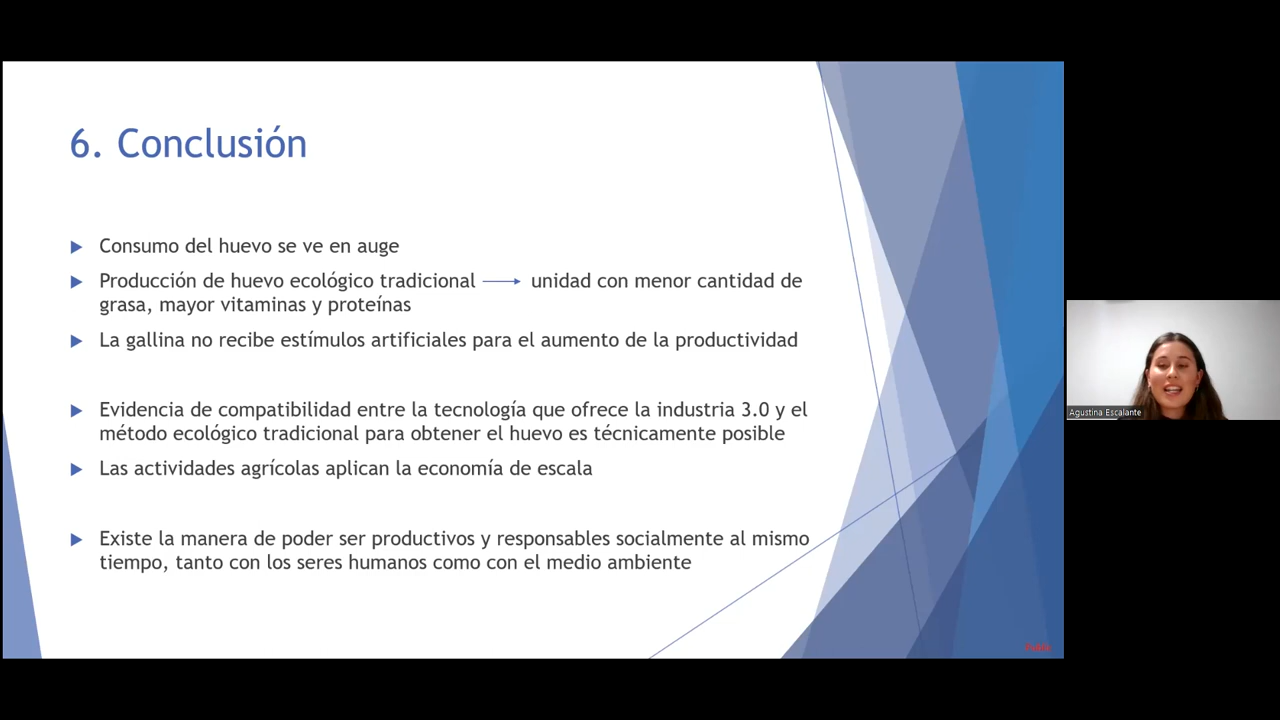 6. Conclusión
Consumo del huevo se ve en auge
Producción de huevo ecológico tradicional unidad con menor cantidad de
grasa, mayor vitaminas y proteínas
La gallina no recibe estímulos artificiales para el aumento de la productividad
Evidencia de compatibilidad entre la tecnología que ofrece la industria 3.0 y el
método ecológico tradicional para obtener el huevo es técnicamente posible
Las actividades agrícolas aplican la economía de escala
Existe la manera de poder ser productivos y responsables socialmente al mismo
tiempo, tanto con los seres humanos como con el medio ambiente
Agustina Escalante